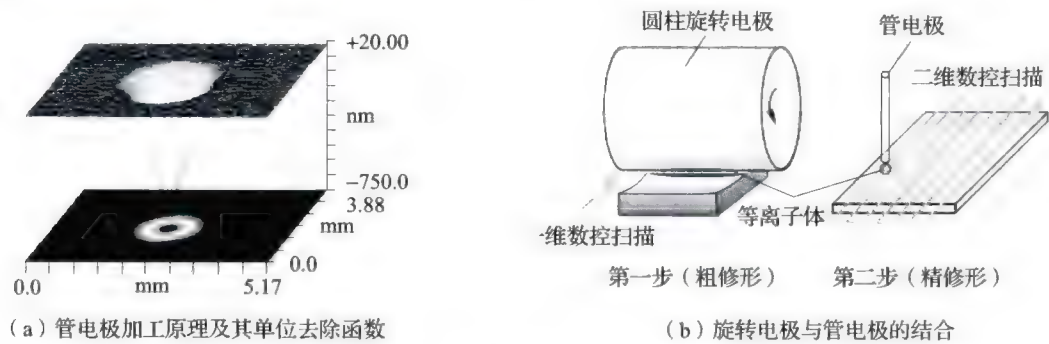 +20.00
nm
-750.0
3.88
mm
0.0
0.0
mm
5.17
(a)管电极加工原理及其单位去除函数
圆柱旋转电极
管电极
二维数控扫描
等离子体
维数控扫描
第一步(粗修形)
第二步(精修形)
(b)旋转电极与管电极的结合